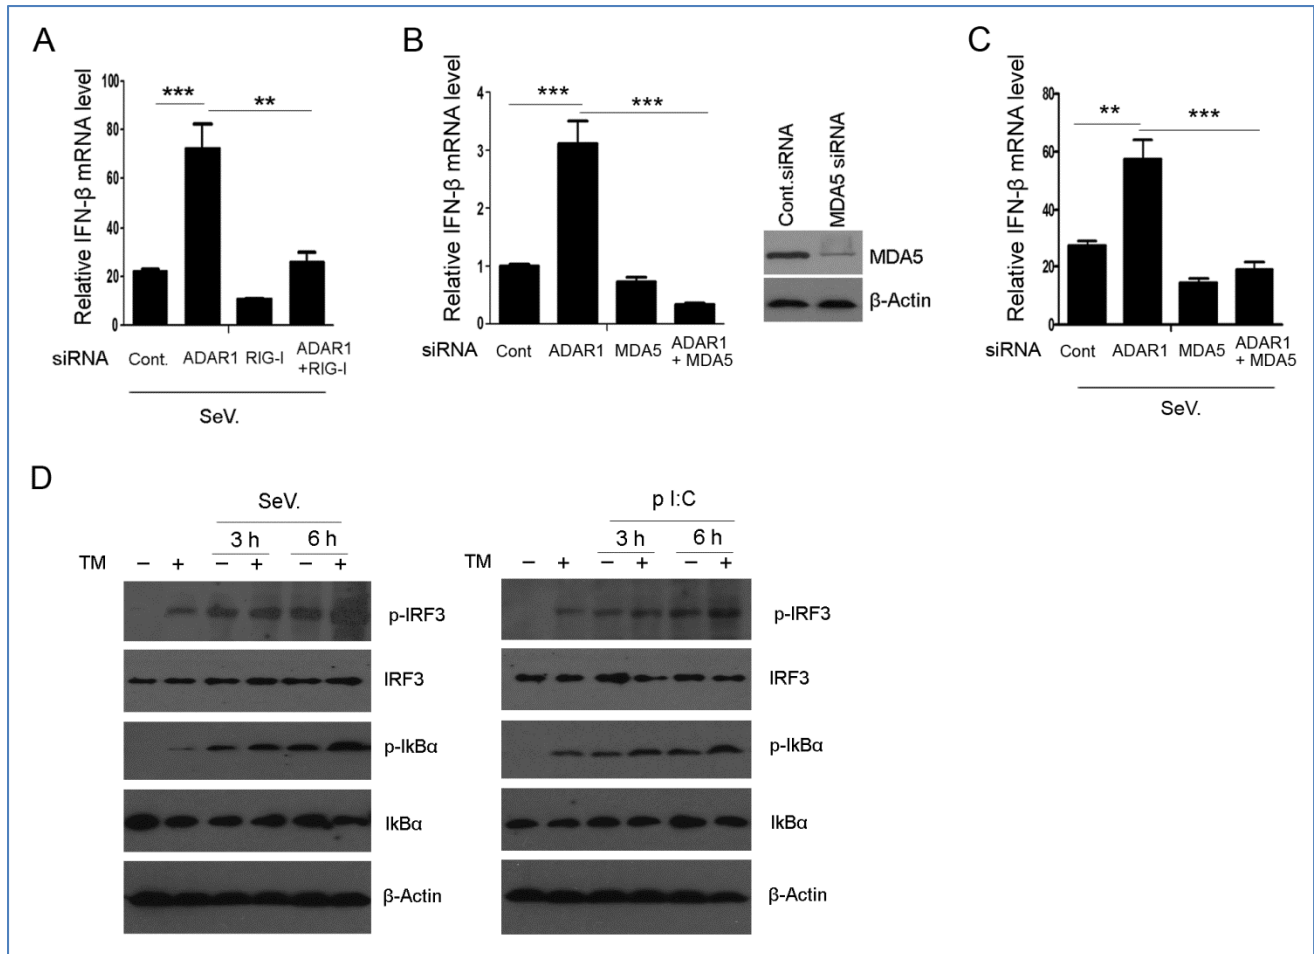 A
Relative IFN-β mRNA level
100
80
60
40
20
0
***
**
siRNA
Cont.
ADAR1
RIG-I
ADAR1
+RIG-I
SeV.
B
Relative IFN-β mRNA level
4
3
2
1
0
***
***
siRNA
Cont
ADAR1
MDA5
ADAR1
+ MDA5
Cont.siRNA
MDA5 siRNA
MDA5
β-Actin
C
Relative IFN-β mRNA level
80
60
40
20
0
**
***
siRNA
Cont
ADAR1
MDA5
ADAR1
+ MDA5
SeV.
D
SeV.
3 h 6 h
TM − + − + − +
p-IRF3
IRF3
p-IkBα
IkBα
β-Actin
p I:C
3 h 6 h
TM − + − + − +
p-IRF3
IRF3
p-IkBα
IkBα
β-Actin